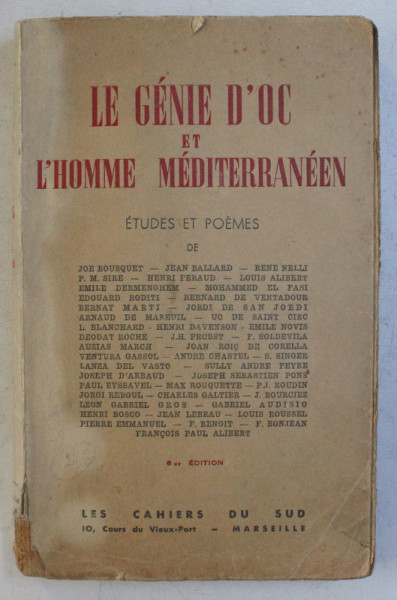 LE GÉNIE D'OC
ET
L'HOMME MÉDITERRANÉEN
ÉTUDES ET POÈMES
DE
JOE BOUSQUET — JEAN BALLARD — RENE NELLI
P. M. SIRE — HENRI FERAUD — LOUIS ALIBERT
EMILE DERMENGHEM — MOHAMMED EL FASI
EDOUARD RODITI — BERNARD DE VENTADOUR
BERNAT MARTI — JORDI DE SAN JORDI
ARNAUD DE MAREUIL — UC DE SAINT CIRC
L. BLANCHARD - HENRI DAVENSON - EMILE NOVIS
DEODAT ROCHE — J.H. PROBST — F. SOLDEVILA
AUZIAS MARCH — JOAN ROIÇ DE CORELLA
VENTURA GASSOL — ANDRE CHASTEL — S. SINGER
LANZA DEL VASTO — SULLY ANDRE PEYRE
JOSEPH D'ARBAUD — JOSEPH SEBASTIEN PONS
PAUL EYSSAVEL — MAX ROUQUETTE — P.J. ROUDIN
JORDI REBOUL — CHARLES GALTIER — J. BOURCIEZ
LEON GABRIEL GROS — GABRIEL AUDISIO
HENRI BOSCO — JEAN LEBRAU — LOUIS ROUSSEL
PIERRE EMMANUEL — F. BENOIT — F. BONJEAN
FRANÇOIS PAUL ALIBERT
6me ÉDITION
LES CAHIERS DU SUD
10, Cours du Vieux-Port — MARSEILLE